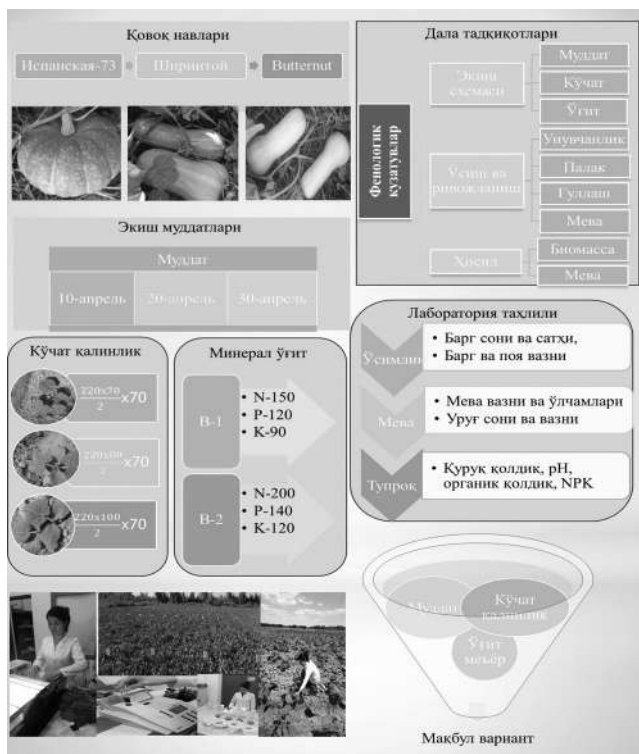 Қовоқ навлари
Испанская-73
Ширинтой
Butternut
Экиш муддатлари
Муддат
10-апрель
20-апрель
30-апрель
Кўчат қалинлик
220x70/2 x70
220x80/2 x70
220x100/2 x70
Минерал ўғит
В-1
• N-150
• P-120
• K-90
В-2
• N-200
• P-140
• K-120
Дала тадқиқотлари
Фенологик
кузатувлар
Экиш
схемаси
Муддат
Кўчат
Ўғит
Ўсиш ва
ривожланиш
Унувчанлик
Палак
Гуллаш
Мева
Ҳосил
Биомасса
Мева
Лаборатория таҳлили
Ўсимлик
• Барг сони ва сатҳи,
• Барг ва поя вазни
Мева
• Мева вазни ва ўлчамлари
• Уруғ сони ва вазни
Тупроқ
• Қуруқ қолдиқ, pH,
органик қолдиқ, NPK
Муддат
Кўчат
қалинлик
Ўғит
меъёр
Мақбул вариант